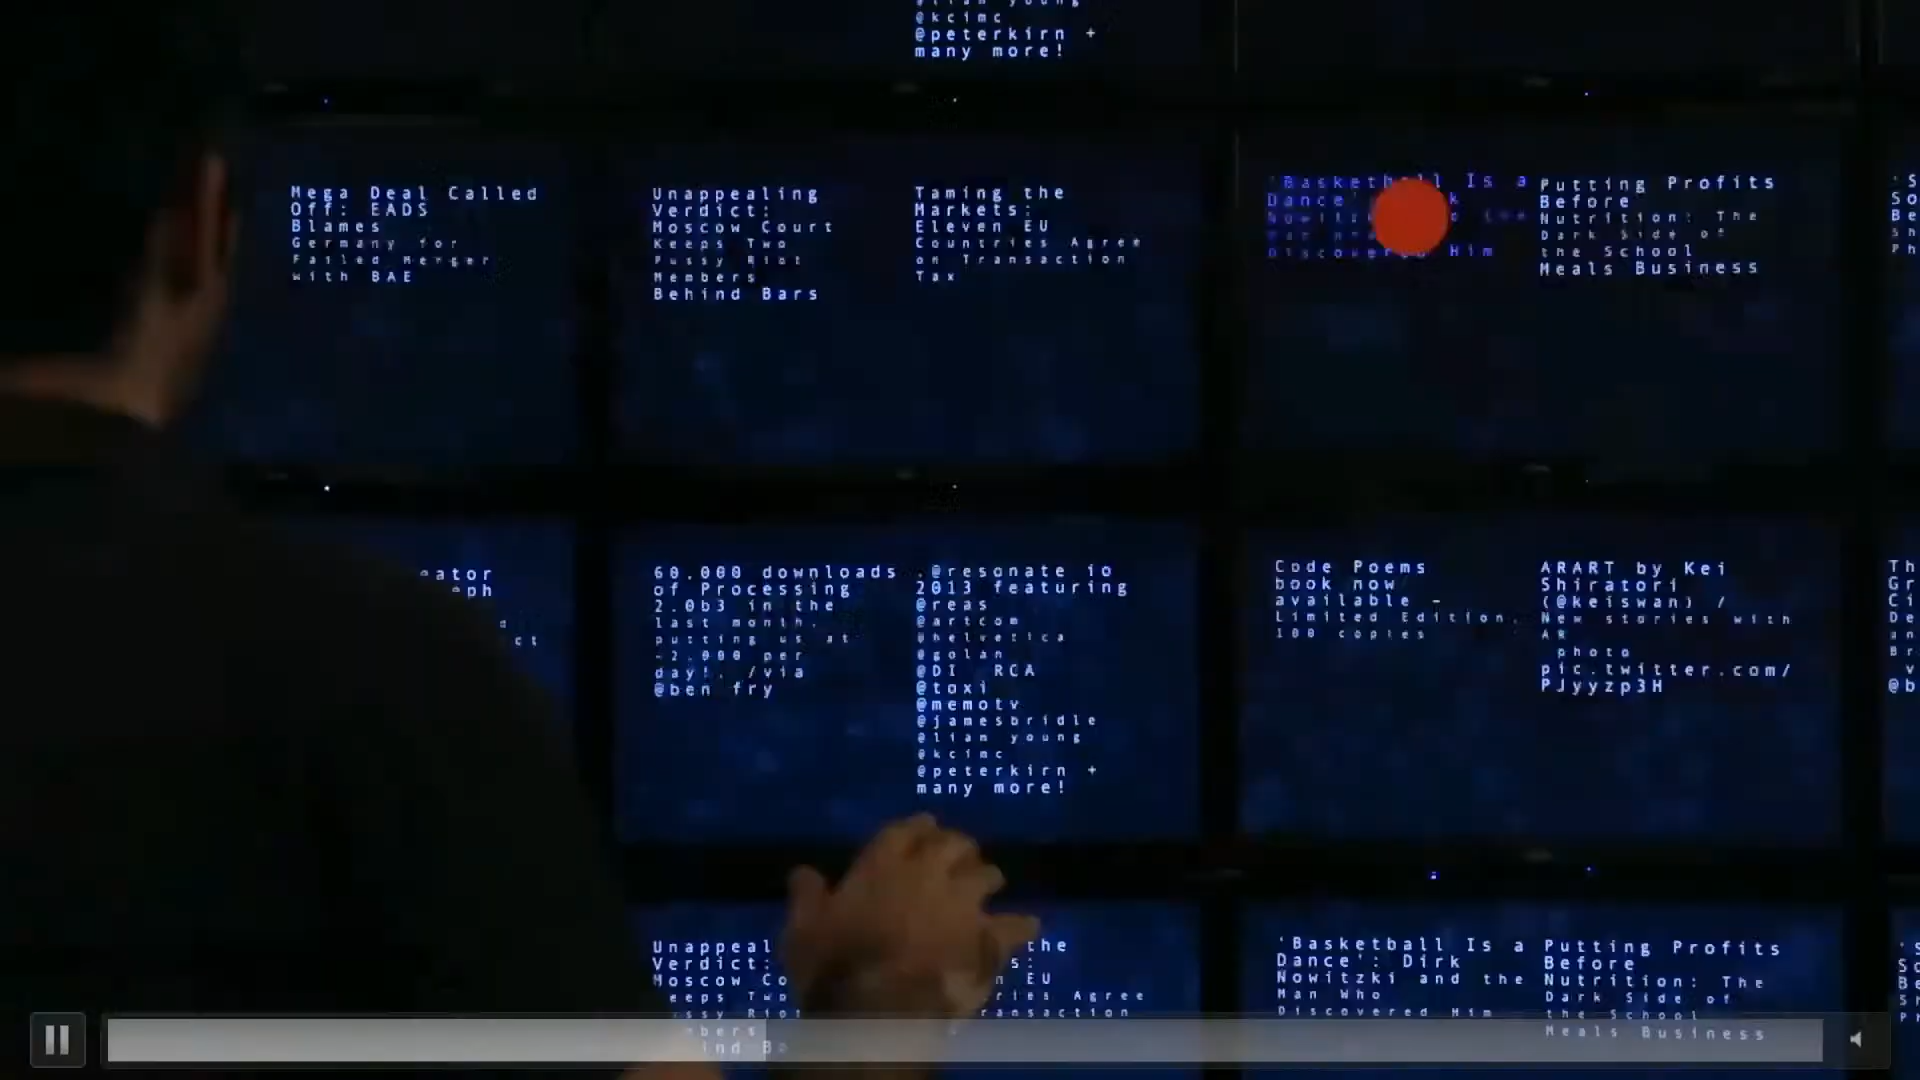 @kcimc
@peterkirn +
many more!
Mega Deal Called
Off: EADS
Blames
Germany for
Failed Merger
with BAE
Unappealing
Verdict:
Moscow Court
Keeps Two
Pussy Riot
Members
Behind Bars
Taming the
Markets:
Eleven EU
Countries Agree
on Transaction
Tax
Is a
Dance'
Him
Putting Profits
Before
Nutrition: The
Dark Side of
the School
Meals Business
60.000 downloads
of Processing
2.0b3 in the
last month,
putting us at
~2.000 per
day!. /via
@ben fry
.@resonate io
2013 featuring
@reas
@artcom
@helvetica
@golan
@DI RCA
@toxi
@memotv
@jamesbridle
@liam young
@kcimc
@peterkirn +
many more!
Code Poems
book now
available -
Limited Edition,
100 copies
ARART by Kei
Shiratori
(@keiswan) /
New stories with
AR
photo
pic.twitter.com/
PJyyzp3H
Verdict:
Moscow
Two
Riot
the
EU
Agree
'Basketball Is a
Dance': Dirk
Nowitzki and the
Man Who
Discovered Him
Putting Profits
Before
Nutrition: The
Dark Side of
the School
Meals Business